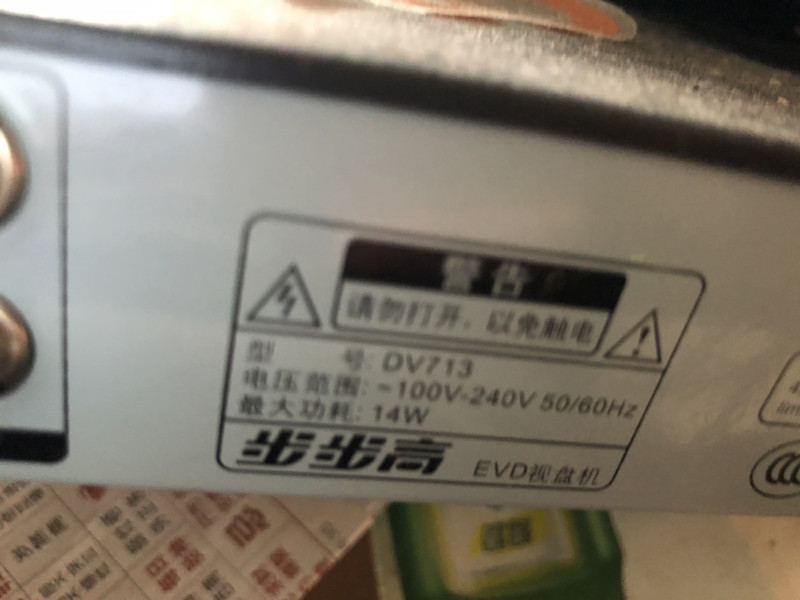 警告
请勿打开，以免触电
型 号: DV713
电压范围: ~100V-240V 50/60Hz
最大功耗: 14W
步步高 EVD视盘机